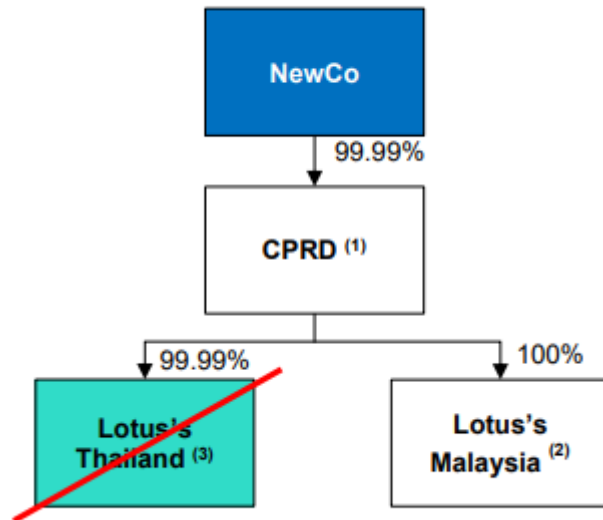 NewCo
99.99%
CPRD (1)
99.99%
100%
Lotus's
Thailand (3)
Lotus's
Malaysia (2)